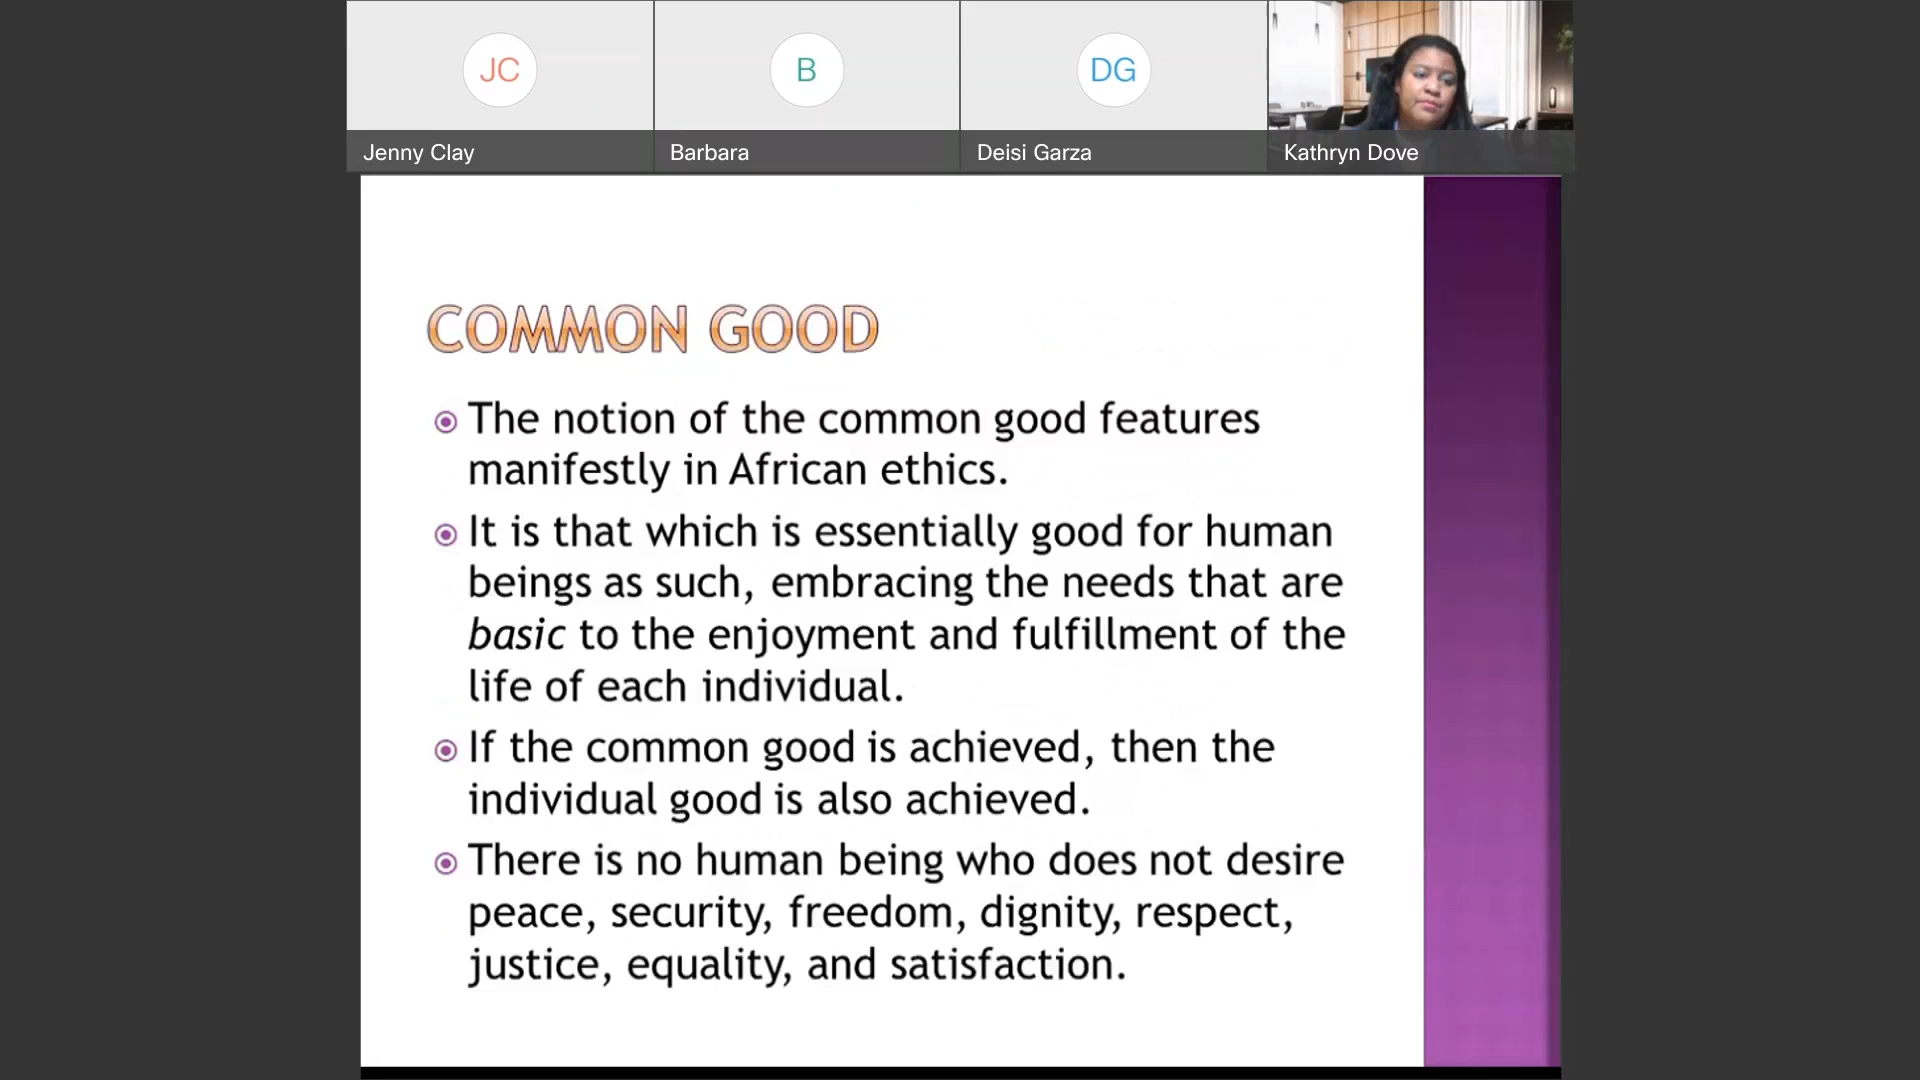 JC
B
DG
Jenny Clay
Barbara
Deisi Garza
Kathryn Dove
COMMON GOOD
The notion of the common good features
manifestly in African ethics.
It is that which is essentially good for human
beings as such, embracing the needs that are
basic to the enjoyment and fulfillment of the
life of each individual.
If the common good is achieved, then the
individual good is also achieved.
There is no human being who does not desire
peace, security, freedom, dignity, respect,
justice, equality, and satisfaction.